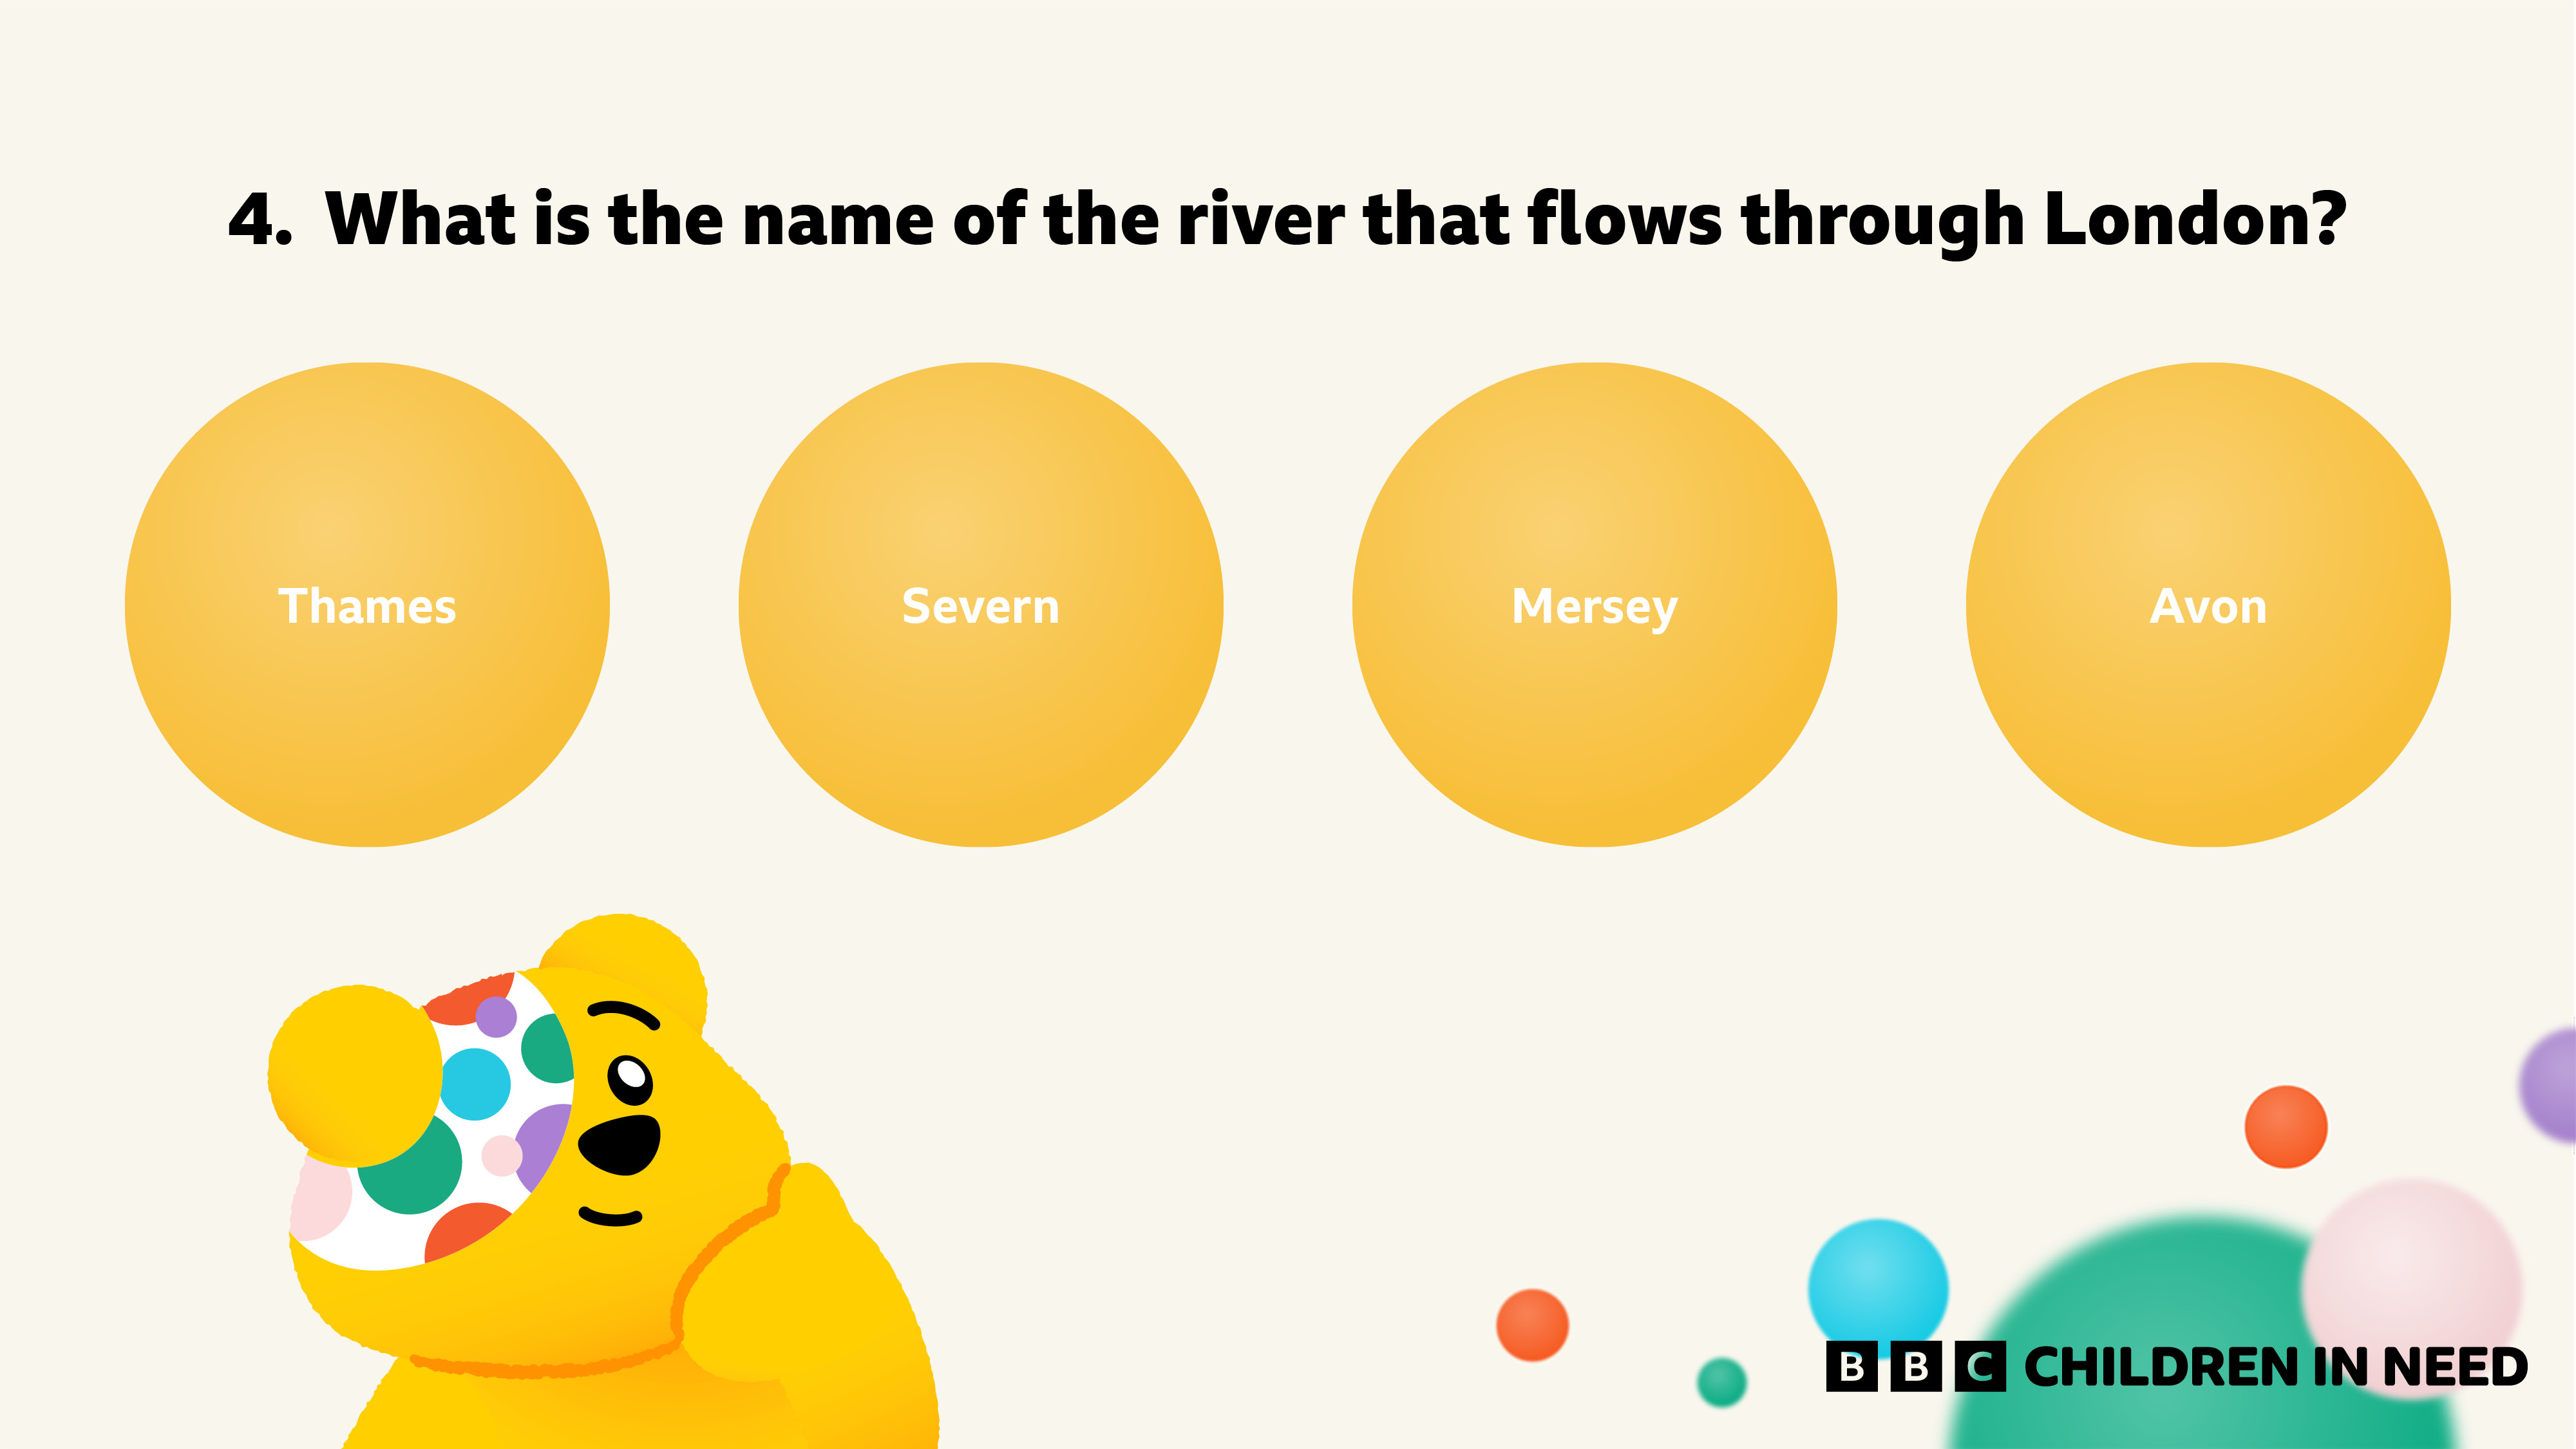 4. What is the name of the river that flows through London?
Thames
Severn
Mersey
Avon
BBC CHILDREN IN NEED